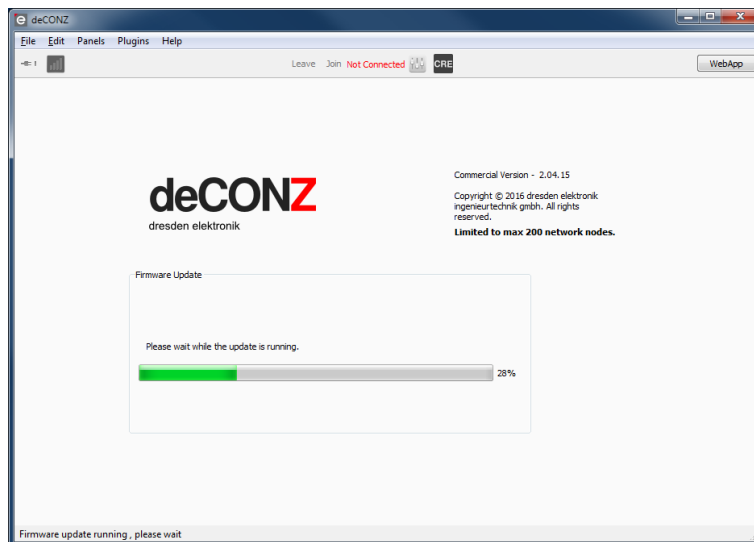 deCONZ
File Edit Panels Plugins Help
Leave Join Not Connected CRE WebApp
deCONZ
dresden elektronik
Commercial Version - 2.04.15
Copyright © 2016 dresden elektronik
ingenieurtechnik gmbh. All rights
reserved.
Limited to max 200 network nodes.
Firmware Update
Please wait while the update is running.
28%
Firmware update running , please wait